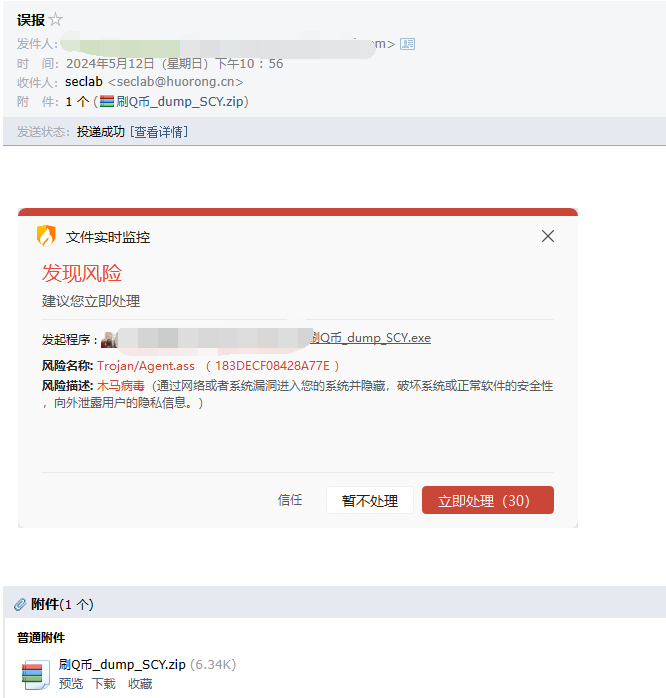 误报
发件人:
时 间: 2024年5月12日（星期日）下午10：56
收件人: seclab <seclab@huorong.cn>
附 件: 1 个 (刷Q币_dump_SCY.zip)
发送状态: 投递成功 [查看详情]
文件实时监控
发现风险
建议您立即处理
发起程序： 刷Q币_dump_SCY.exe
风险名称: Trojan/Agent.ass （ 183DECF08428A77E ）
风险描述: 木马病毒（通过网络或者系统漏洞进入您的系统并隐藏，破坏系统或正常软件的安全性
，向外泄露用户的隐私信息。）
信任 暂不处理 立即处理（30）
附件(1 个)
普通附件
刷Q币_dump_SCY.zip (6.34K)
预览 下载 收藏